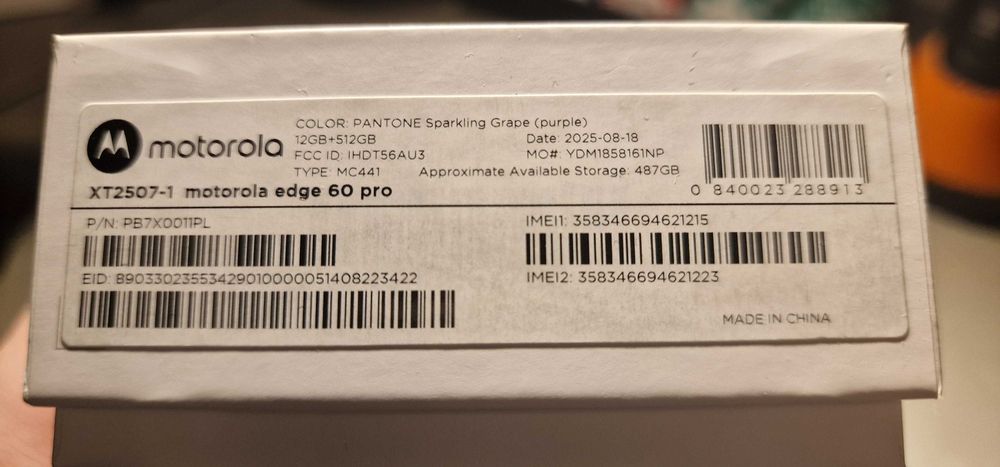 motorola
COLOR: PANTONE Sparkling Grape (purple)
12GB+512GB Date: 2025-08-18
FCC ID: IHDT56AU3 MO#: YDM1858161NP
TYPE: MC441 Approximate Available Storage: 487GB
0 840023 288913
XT2507-1 motorola edge 60 pro
P/N: PB7X0011PL
IMEI1: 358346694621215
EID: 89033023553429010000051408223422
IMEI2: 358346694621223
MADE IN CHINA